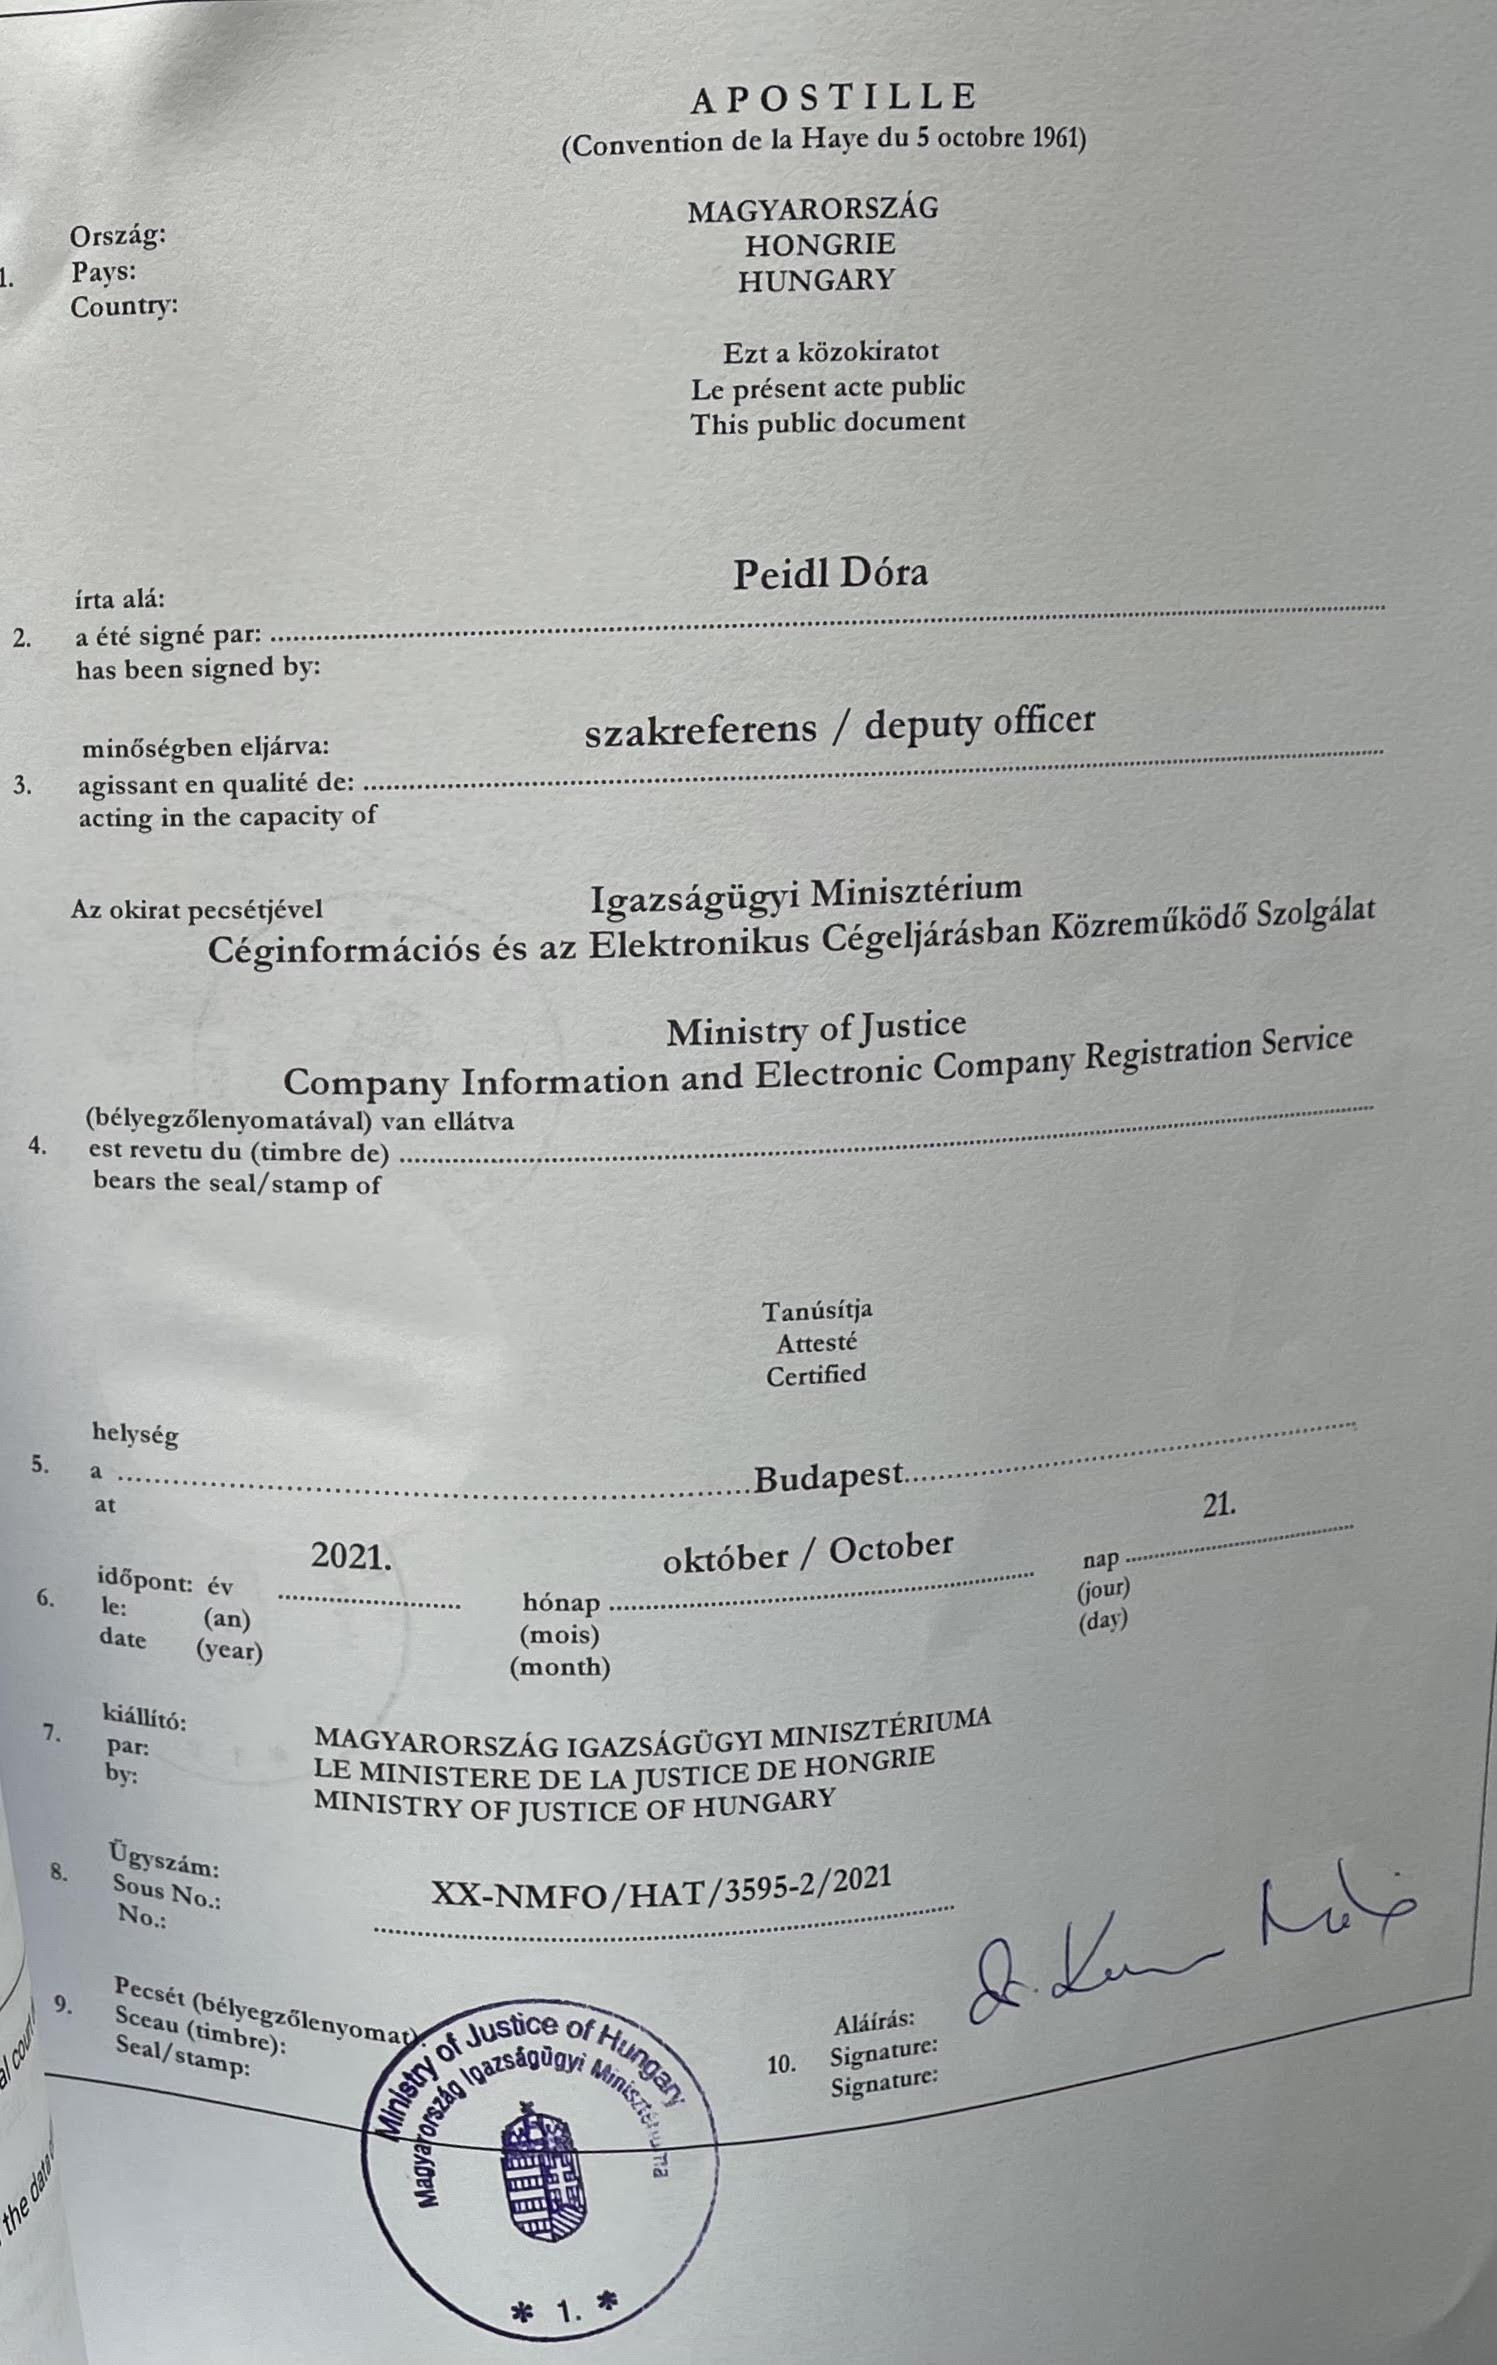 APOSTILLE
(Convention de la Haye du 5 octobre 1961)
MAGYARORSZÁG
HONGRIE
HUNGARY
Ország:
1. Pays:
Country:
Ezt a közokiratot
Le présent acte public
This public document
Peidl Dóra
írta alá:
2. a été signé par:
has been signed by:
szakreferens / deputy officer
minőségben eljárva:
3. agissant en qualité de:
acting in the capacity of
Az okirat pecsétjével
Igazságügyi Minisztérium
Céginformációs és az Elektronikus Cégeljárásban Közreműködő Szolgálat
Ministry of Justice
Company Information and Electronic Company Registration Service
(bélyegzőlenyomatával) van ellátva
4. est revetu du (timbre de)
bears the seal/stamp of
Tanúsítja
Attesté
Certified
helység
5. a Budapest
at
2021. október / October 21.
időpont: év hónap nap
6. le: (an) (mois) (jour)
date (year) (month) (day)
kiállító:
7. par:
by:
MAGYARORSZÁG IGAZSÁGÜGYI MINISZTÉRIUMA
LE MINISTERE DE LA JUSTICE DE HONGRIE
MINISTRY OF JUSTICE OF HUNGARY
Ügyszám:
8. Sous No.:
No.:
XX-NMFO/HAT/3595-2/2021
Pecsét (bélyegzőlenyomat):
9. Sceau (timbre):
Seal/stamp:
Aláírás:
10. Signature:
Signature:
Ministry of Justice of Hungary
Magyarország Igazságügyi Minisztériuma
* 1. *
al court
the data